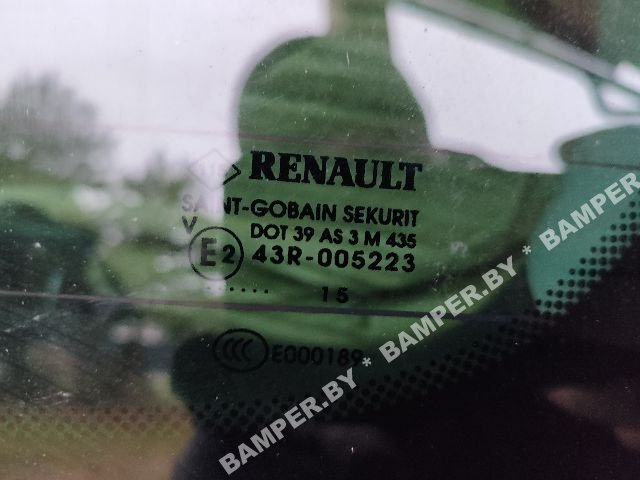 RENAULT
SAINT-GOBAIN SEKURIT
V DOT 39 AS 3 M 435
E2 43R-005223
...... 15
CCC E000189
BAMPER.BY * BAMPER.BY * BAMPER.BY